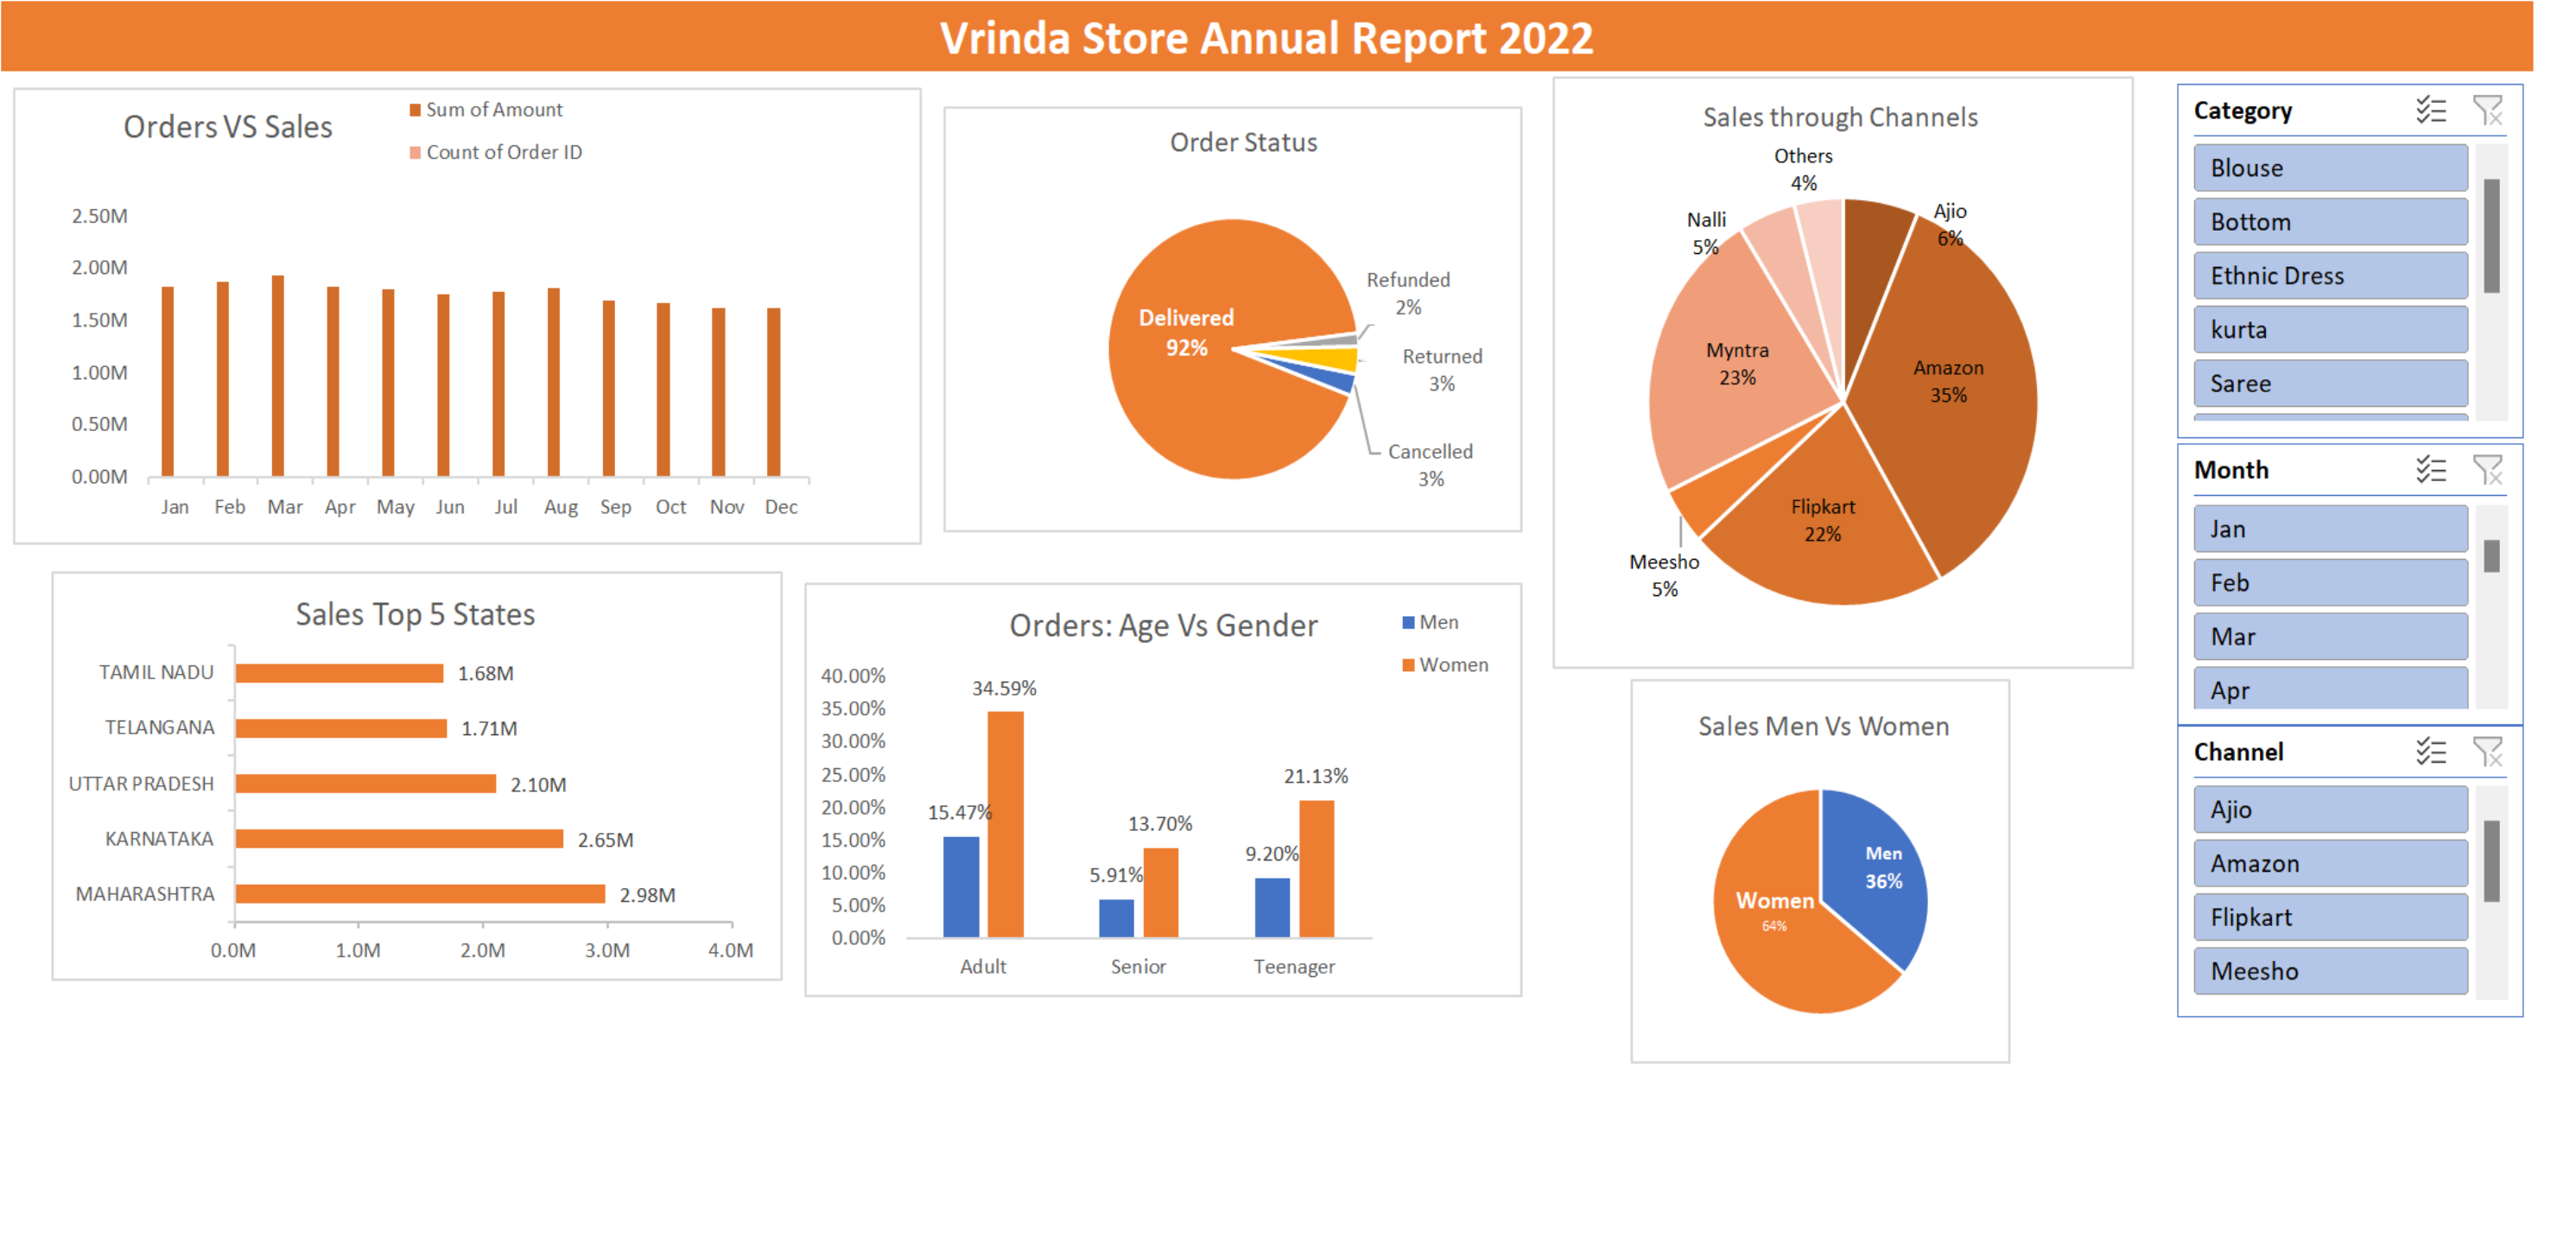 Vrinda Store Annual Report 2022
Orders VS Sales
Sum of Amount
Count of Order ID
2.50M
2.00M
1.50M
1.00M
0.50M
0.00M
Jan Feb Mar Apr May Jun Jul Aug Sep Oct Nov Dec
Order Status
Delivered
92%
Refunded
2%
Returned
3%
Cancelled
3%
Sales through Channels
Others
4%
Ajio
6%
Nalli
5%
Myntra
23%
Amazon
35%
Flipkart
22%
Meesho
5%
Sales Top 5 States
TAMIL NADU 1.68M
TELANGANA 1.71M
UTTAR PRADESH 2.10M
KARNATAKA 2.65M
MAHARASHTRA 2.98M
0.0M 1.0M 2.0M 3.0M 4.0M
Orders: Age Vs Gender
Men
Women
40.00%
35.00%
30.00%
25.00%
20.00%
15.00%
10.00%
5.00%
0.00%
15.47%
34.59%
5.91%
13.70%
9.20%
21.13%
Adult Senior Teenager
Sales Men Vs Women
Men
36%
Women
64%
Category
Blouse
Bottom
Ethnic Dress
kurta
Saree
Month
Jan
Feb
Mar
Apr
Channel
Ajio
Amazon
Flipkart
Meesho